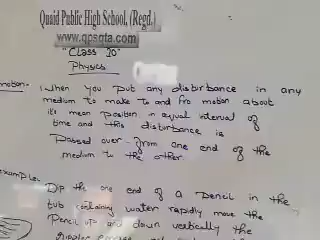 Quaid Public High School, (Regd.)
www.qpsqta.com
"Class 20"
Physics
motion:- When you put any disturbance in any
medium to make to and fro motion about
it's mean position in equal interval of
time and this disturbance is
passed over from one end of the
medium to the other.
example:- Dip the one end of a pencil in the
tub containing water rapidly move the
pencil up and down vertically the